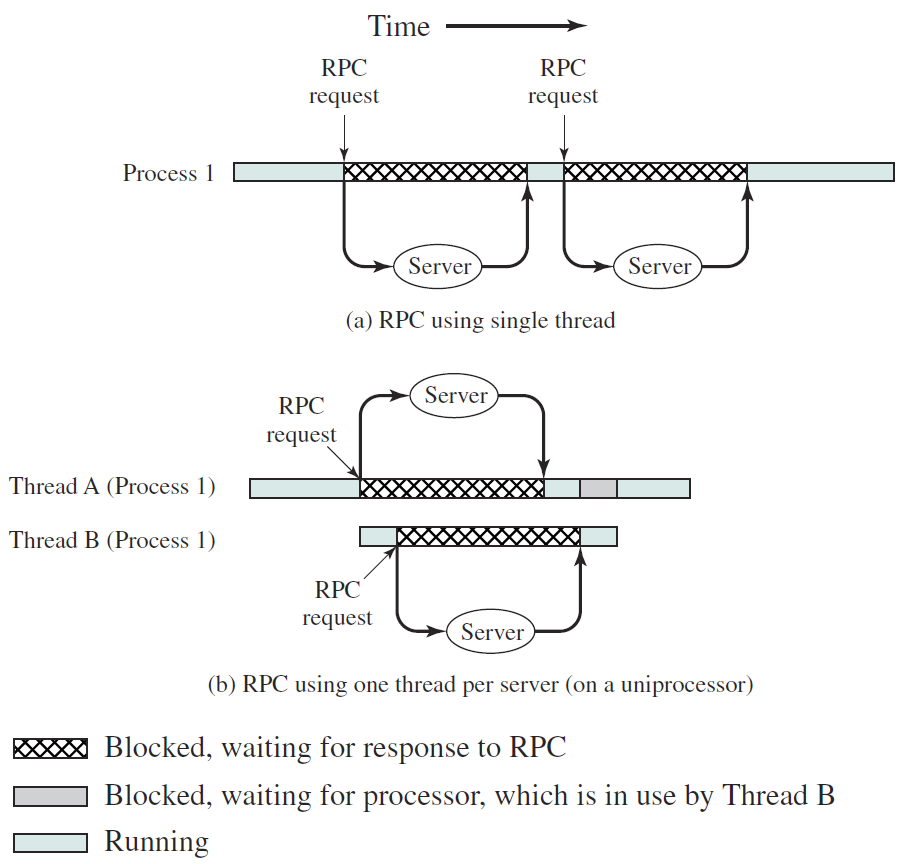 Time
RPC
request
RPC
request
Process 1
Server
Server
(a) RPC using single thread
Server
RPC
request
Thread A (Process 1)
Thread B (Process 1)
RPC
request
Server
(b) RPC using one thread per server (on a uniprocessor)
Blocked, waiting for response to RPC
Blocked, waiting for processor, which is in use by Thread B
Running